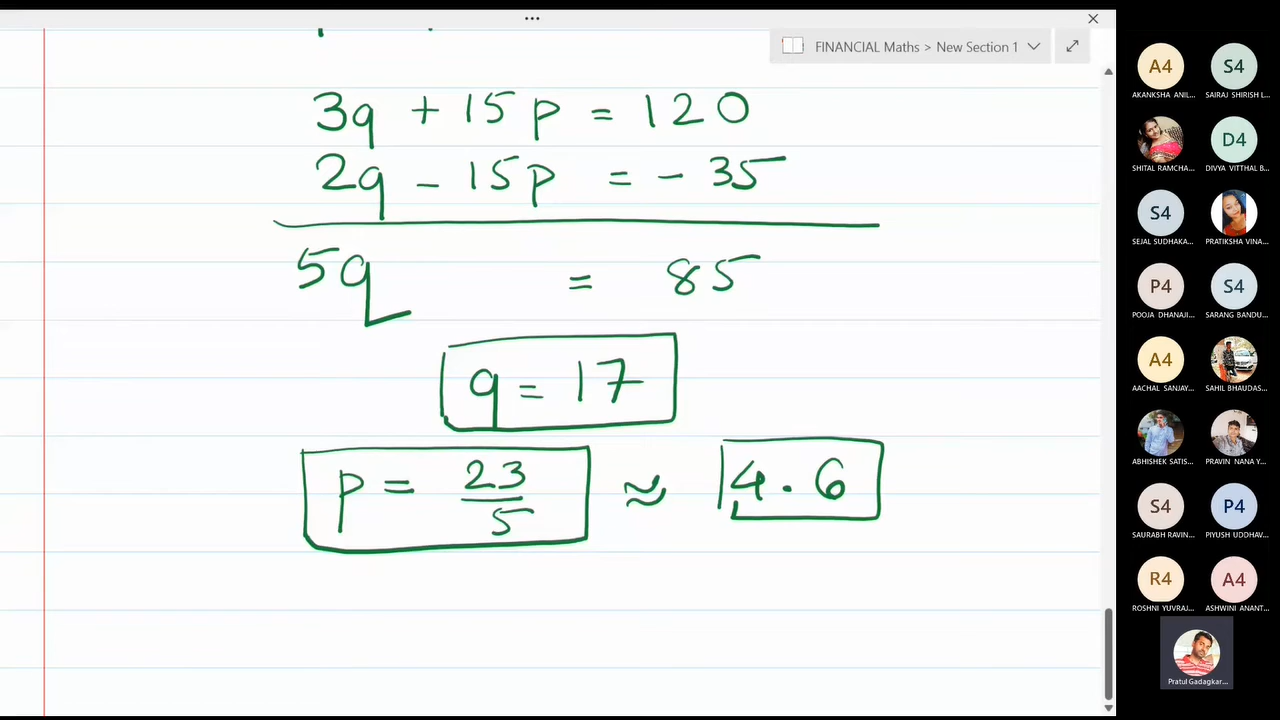 ...
FINANCIAL Maths > New Section 1
3q + 15p = 120
2q - 15p = - 35
5q = 85
q = 17
p = 23/5 ≈ 4.6
A4 S4
AKANKSHA ANIL... SAIRAJ SHIRISH L...
D4
SHITAL RAMCHA... DIVYA VITTHAL B...
S4
SEJAL SUDHAKA... PRATIKSHA VINA...
P4 S4
POOJA DHANAJI... SARANG BANDU...
A4
AACHAL SANJAY... SAHIL BHAUDAS...
ABHISHEK SATIS... PRAVIN NANA Y...
S4 P4
SAURABH RAVIN... PIYUSH UDDHAV...
R4 A4
ROSHNI YUVRAJ... ASHWINI ANANT...
Pratul Gadagkar...